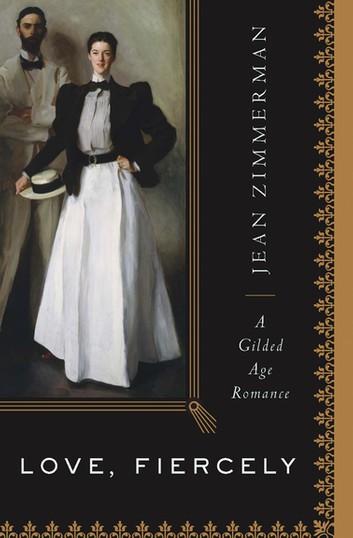 JEAN ZIMMERMAN
A
Gilded
Age
Romance
LOVE, FIERCELY